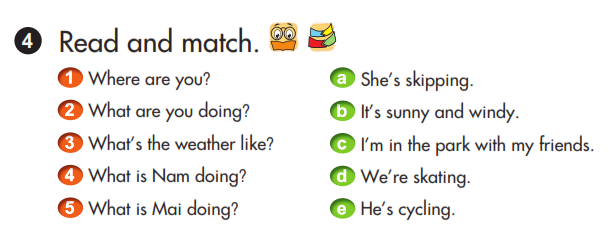 4 Read and match.
1 Where are you? a She's skipping.
2 What are you doing? b It's sunny and windy.
3 What's the weather like? c I'm in the park with my friends.
4 What is Nam doing? d We're skating.
5 What is Mai doing? e He's cycling.